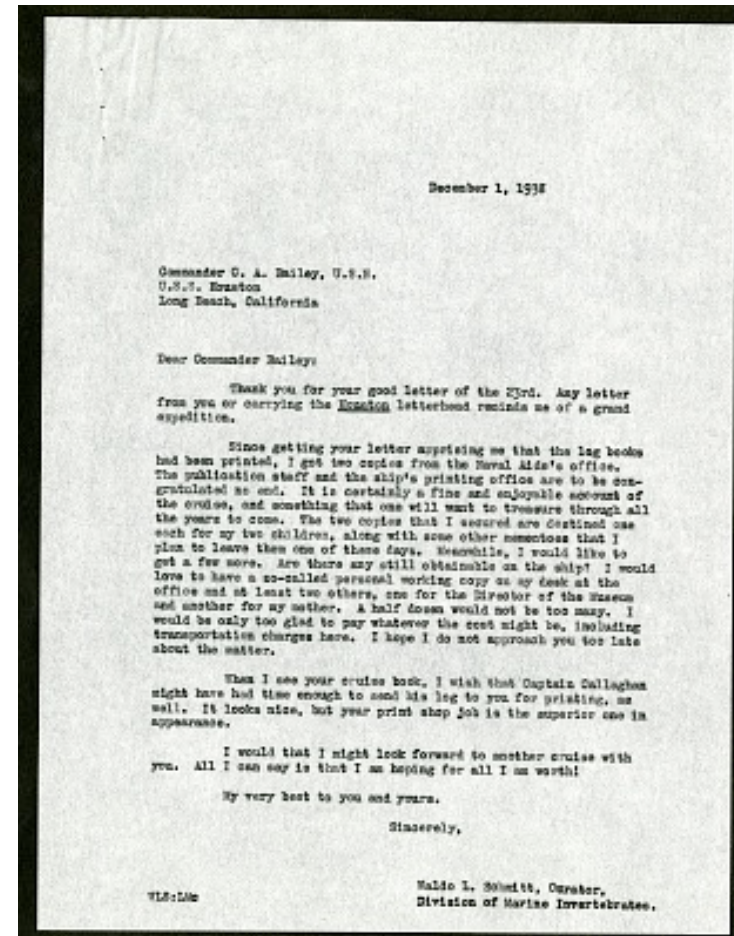 December 1, 1938
Commander O. A. Bailey, U.S.N.
U.S.S. Houston
Long Beach, California
Dear Commander Bailey:
Thank you for your good letter of the 23rd. Any letter
from you or carrying the Houston letterhead reminds me of a grand
expedition.
Since getting your letter apprising me that the log books
had been printed, I got two copies from the Naval Aide's office.
The publication staff and the ship's printing office are to be con-
gratulated no end. It is certainly a fine and enjoyable account of
the cruise, and something that one will want to treasure through all
the years to come. The two copies that I secured are destined one
each for my two children, along with some other mementoes that I
plan to leave them one of these days. Meanwhile, I would like to
get a few more. Are there any still obtainable on the ship? I would
love to have a so-called personal working copy on my desk at the
office and at least two others, one for the Director of the Museum
and another for my mother. A half dozen would not be too many. I
would be only too glad to pay whatever the cost might be, including
transportation charges here. I hope I do not approach you too late
about the matter.
When I see your cruise book, I wish that Captain Callaghan
might have had time enough to send his log to you for printing, as
well. It looks nice, but your print shop job is the superior one in
appearance.
I would that I might look forward to another cruise with
you. All I can say is that I am hoping for all I am worth!
My very best to you and yours.
Sincerely,
Waldo L. Schmitt, Curator,
Division of Marine Invertebrates.
WLS:LMc